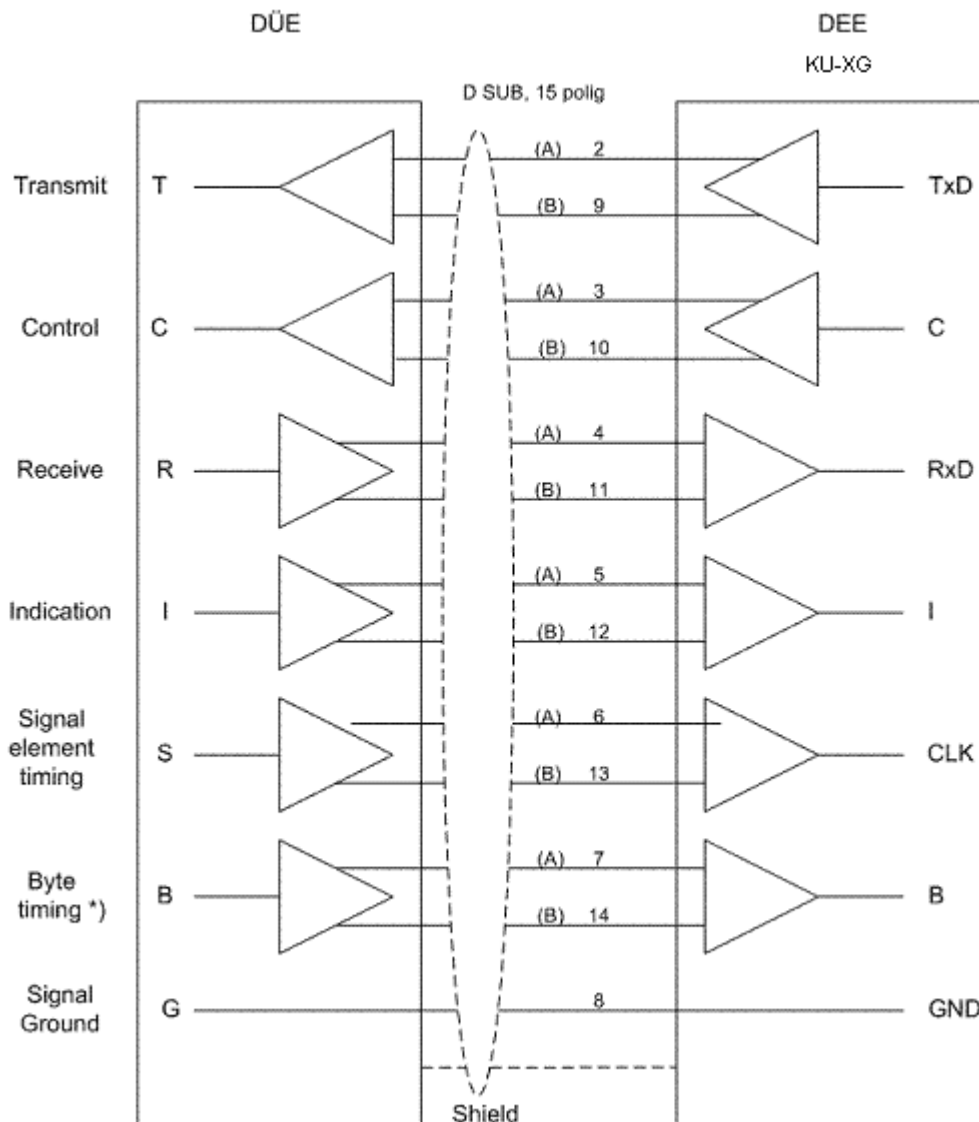 DÜE
DEE
KU-XG
D SUB, 15 polig
Transmit T (A) 2 TxD
(B) 9
Control C (A) 3 C
(B) 10
Receive R (A) 4 RxD
(B) 11
Indication I (A) 5 I
(B) 12
Signal
element
timing
S (A) 6 CLK
(B) 13
Byte
timing *)
B (A) 7 B
(B) 14
Signal
Ground
G 8 GND
Shield